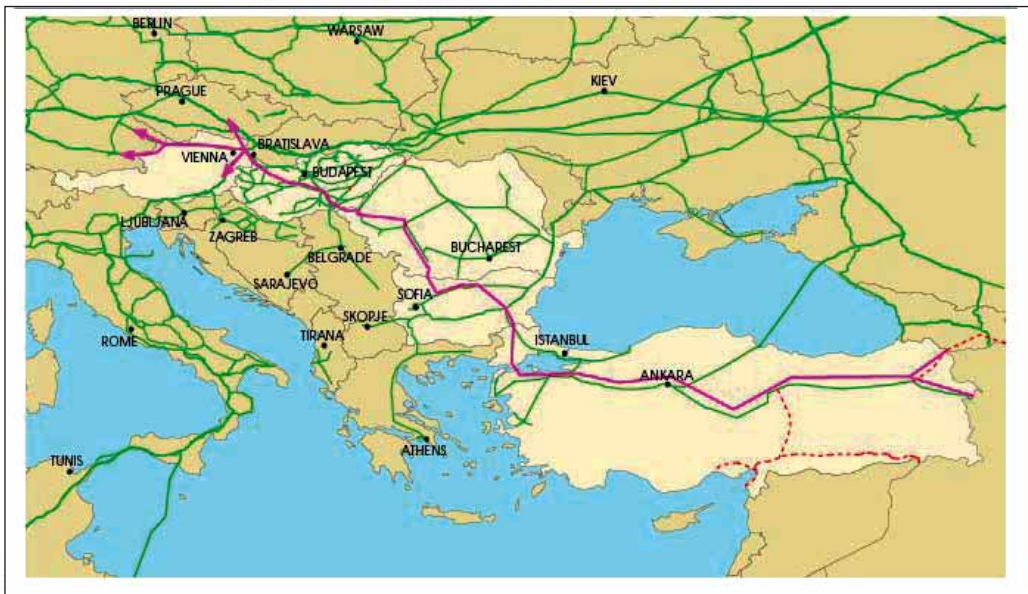 BERLIN
WARSAW
KIEV
PRAGUE
BRATISLAVA
VIENNA
BUDAPEST
LJUBLJANA
ZAGREB
BELGRADE
BUCHAREST
SARAJEVO
SOFIA
SKOPJE
ROME
TIRANA
ISTANBUL
ANKARA
ATHENS
TUNIS